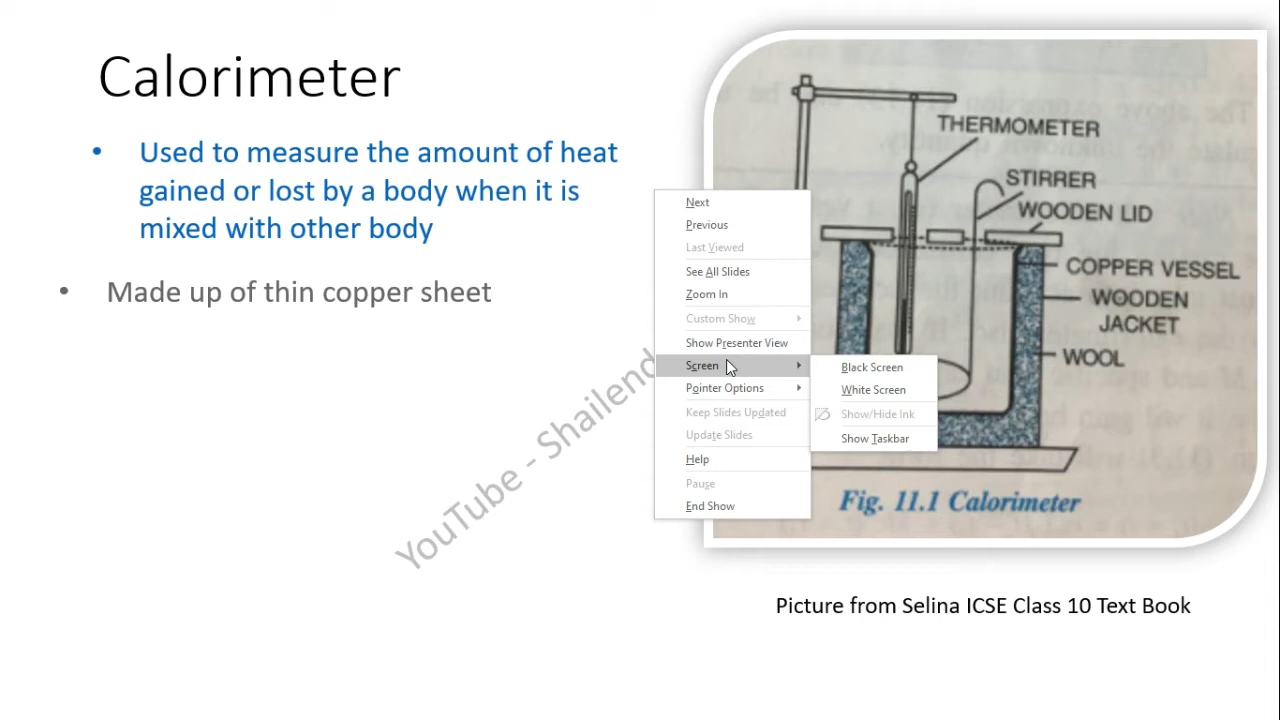 Calorimeter
• Used to measure the amount of heat
gained or lost by a body when it is
mixed with other body
• Made up of thin copper sheet
YouTube - Shailend
Next
Previous
Last Viewed
See All Slides
Zoom In
Custom Show
Show Presenter View
Screen
Pointer Options
Keep Slides Updated
Update Slides
Help
Pause
End Show
Black Screen
White Screen
Show/Hide Ink
Show Taskbar
THERMOMETER
STIRRER
WOODEN LID
COPPER VESSEL
WOODEN
JACKET
WOOL
Fig. 11.1 Calorimeter
Picture from Selina ICSE Class 10 Text Book